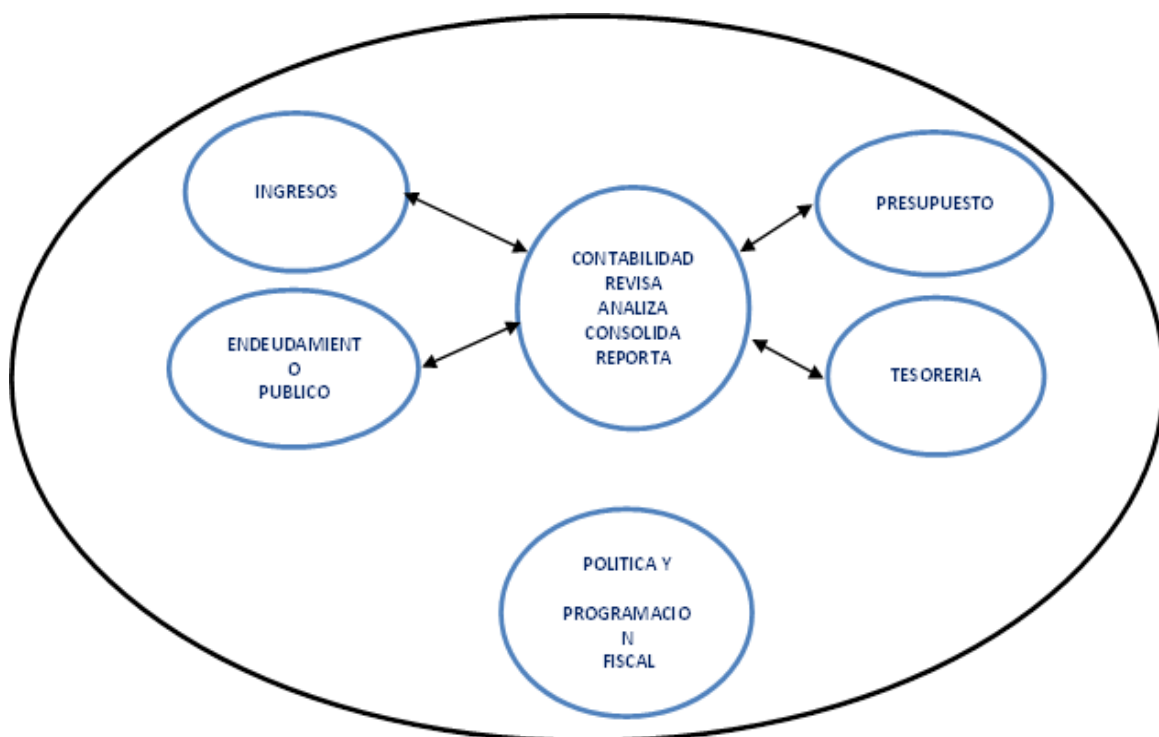 INGRESOS
PRESUPUESTO
CONTABILIDAD
REVISA
ANALIZA
CONSOLIDA
REPORTA
ENDEUDAMIENT
O
PUBLICO
TESORERIA
POLITICA Y
PROGRAMACIO
N
FISCAL